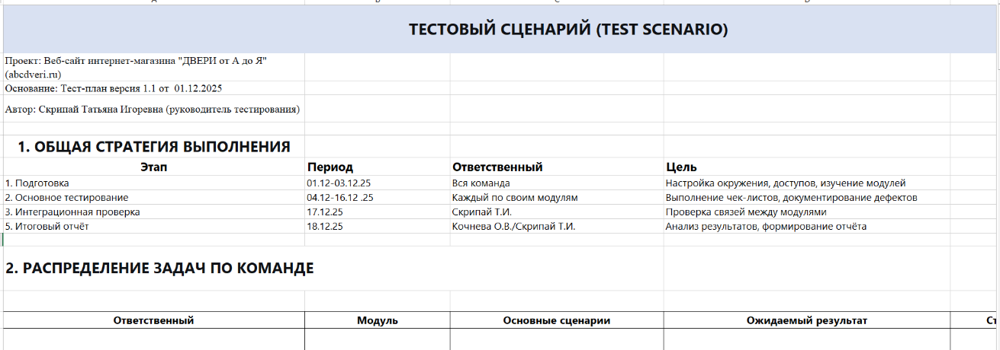 ТЕСТОВЫЙ СЦЕНАРИЙ (TEST SCENARIO)
Проект: Веб-сайт интернет-магазина "ДВЕРИ от А до Я"
(abcdveri.ru)
Основание: Тест-план версия 1.1 от 01.12.2025
Автор: Скрипай Татьяна Игоревна (руководитель тестирования)
1. ОБЩАЯ СТРАТЕГИЯ ВЫПОЛНЕНИЯ
Этап Период Ответственный Цель
1. Подготовка 01.12-03.12.25 Вся команда Настройка окружения, доступов, изучение модулей
2. Основное тестирование 04.12-16.12 .25 Каждый по своим модулям Выполнение чек-листов, документирование дефектов
3. Интеграционная проверка 17.12.25 Скрипай Т.И. Проверка связей между модулями
5. Итоговый отчёт 18.12.25 Кочнева О.В./Скрипай Т.И. Анализ результатов, формирование отчёта
2. РАСПРЕДЕЛЕНИЕ ЗАДАЧ ПО КОМАНДЕ
Ответственный Модуль Основные сценарии Ожидаемый результат